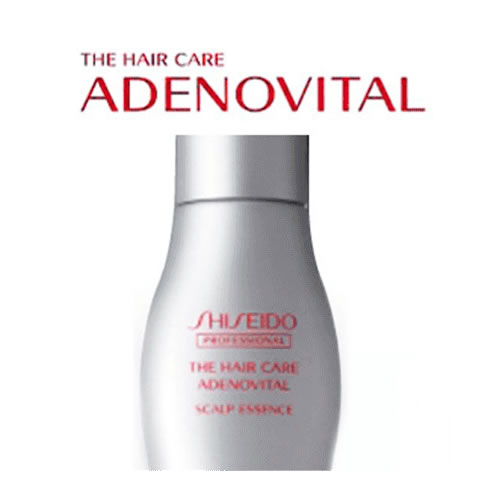 THE HAIR CARE
ADENOVITAL
SHISEIDO
PROFESSIONAL
THE HAIR CARE
ADENOVITAL
SCALP ESSENCE